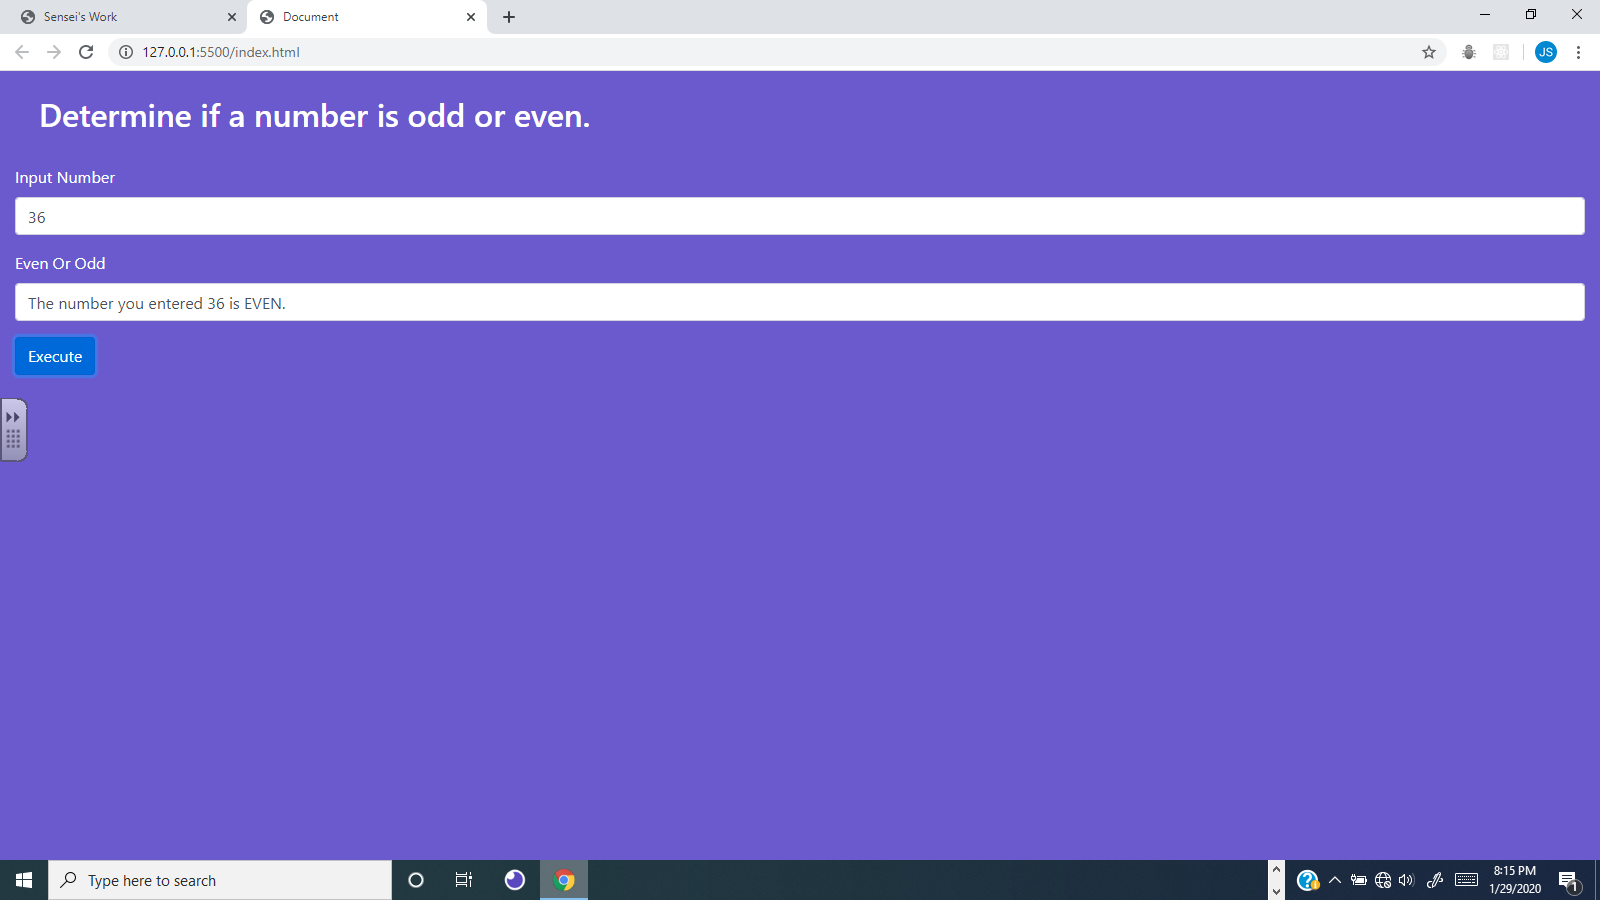 Sensei's Work
Document
127.0.0.1:5500/index.html
JS
Determine if a number is odd or even.
Input Number
36
Even Or Odd
The number you entered 36 is EVEN.
Execute
Type here to search
8:15 PM
1/29/2020
1